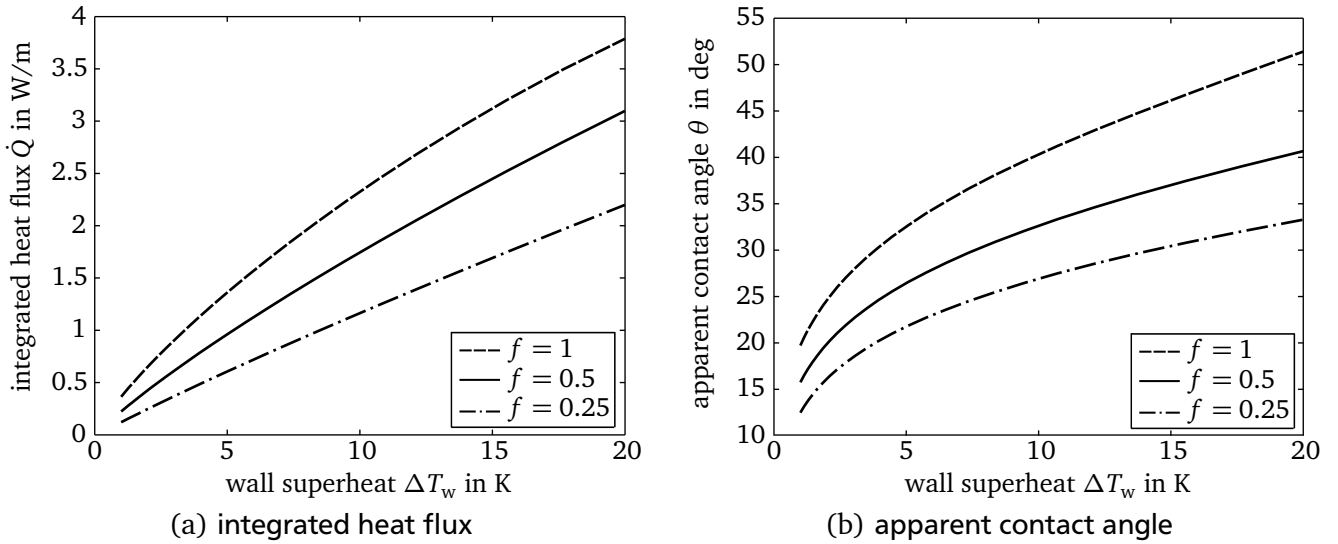 integrated heat flux Q̇ in W/m
4
3.5
3
2.5
2
1.5
1
0.5
0
0 5 10 15 20
wall superheat ΔT_w in K
f = 1
f = 0.5
f = 0.25
(a) integrated heat flux
apparent contact angle θ in deg
55
50
45
40
35
30
25
20
15
10
0 5 10 15 20
wall superheat ΔT_w in K
f = 1
f = 0.5
f = 0.25
(b) apparent contact angle